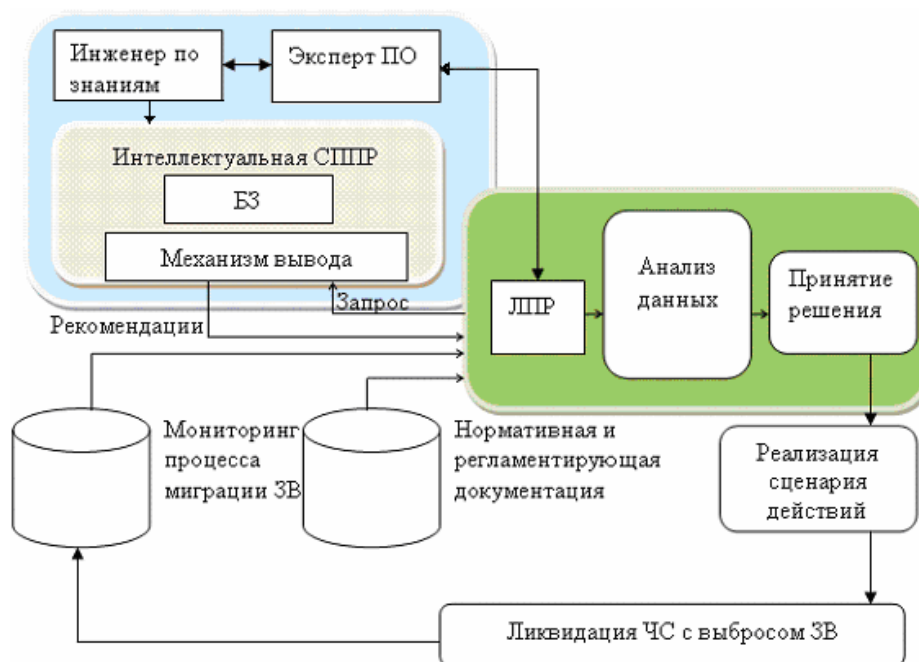 Инженер по
знаниям
Эксперт ПО
Интеллектуальная СППР
БЗ
Механизм вывода
Запрос
Рекомендации
ЛПР
Анализ
данных
Принятие
решения
Мониторинг
процесса
миграции ЗВ
Нормативная и
регламентирующая
документация
Реализация
сценария
действий
Ликвидация ЧС с выбросом ЗВ